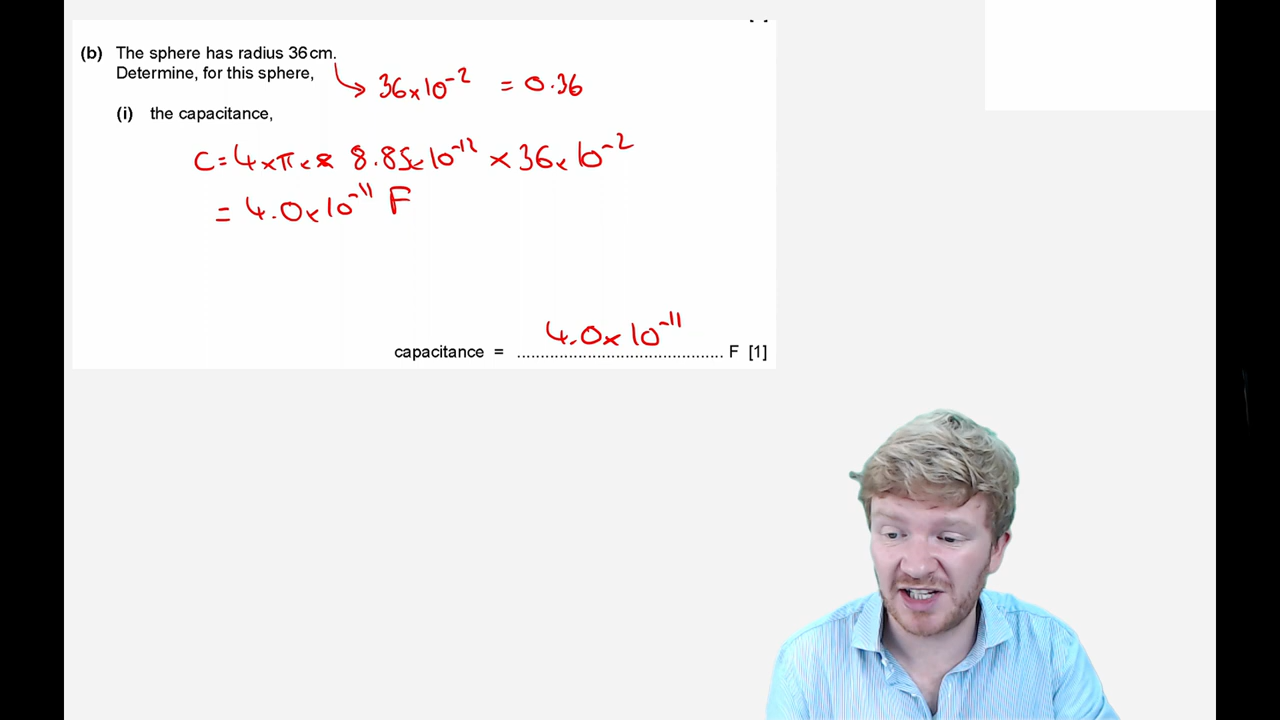 (b) The sphere has radius 36 cm.
Determine, for this sphere,
36×10⁻² = 0.36
(i) the capacitance,
C = 4×π× 8.85×10⁻¹² × 36×10⁻²
= 4.0×10⁻¹¹ F
4.0×10⁻¹¹
capacitance = ............................................ F [1]